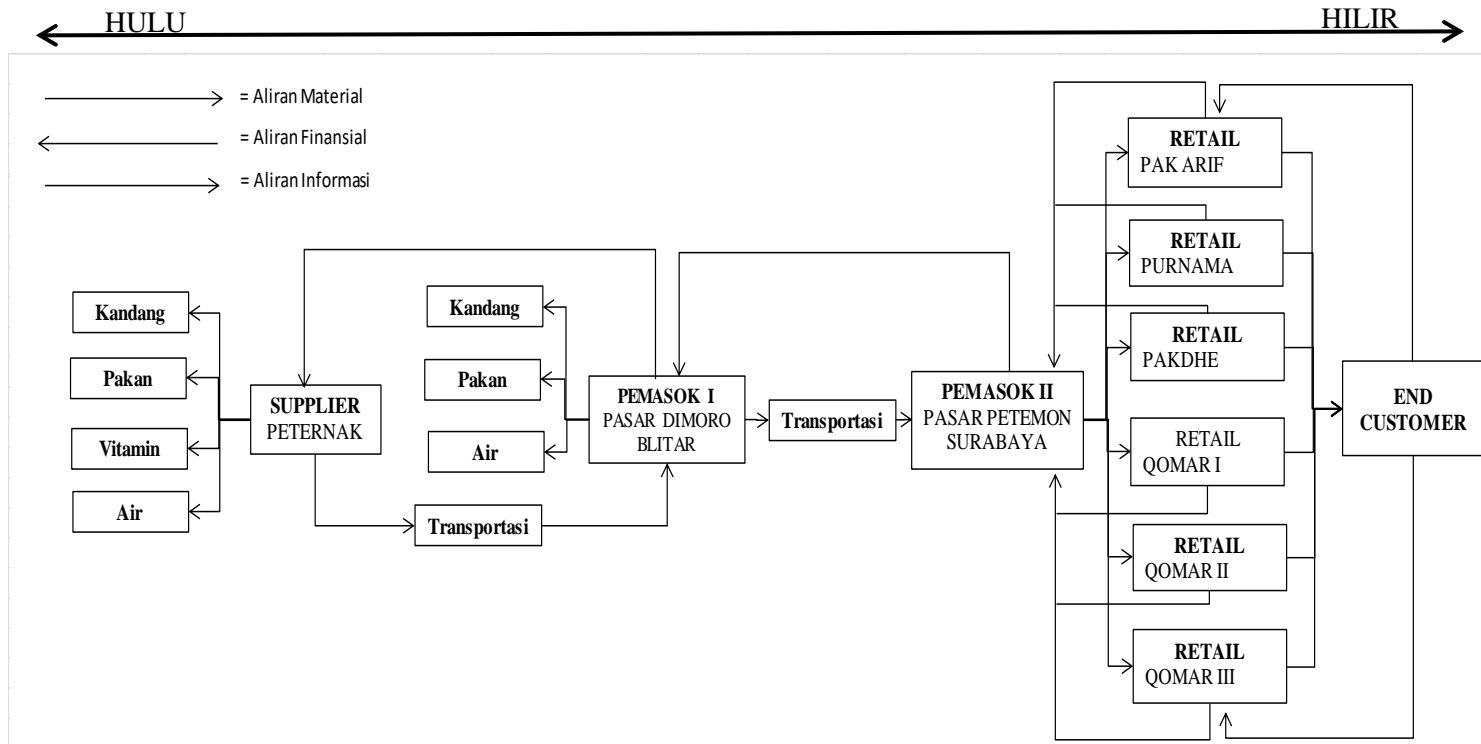 HULU
HILIR
= Aliran Material
= Aliran Finansial
= Aliran Informasi
Kandang
Pakan
Vitamin
Air
SUPPLIER
PETERNAK
Transportasi
Kandang
Pakan
Air
PEMASOK I
PASAR DIMORO
BLITAR
Transportasi
PEMASOK II
PASAR PETEMON
SURABAYA
RETAIL
PAK ARIF
RETAIL
PURNAMA
RETAIL
PAKDHE
RETAIL
QOMAR I
RETAIL
QOMAR II
RETAIL
QOMAR III
END
CUSTOMER